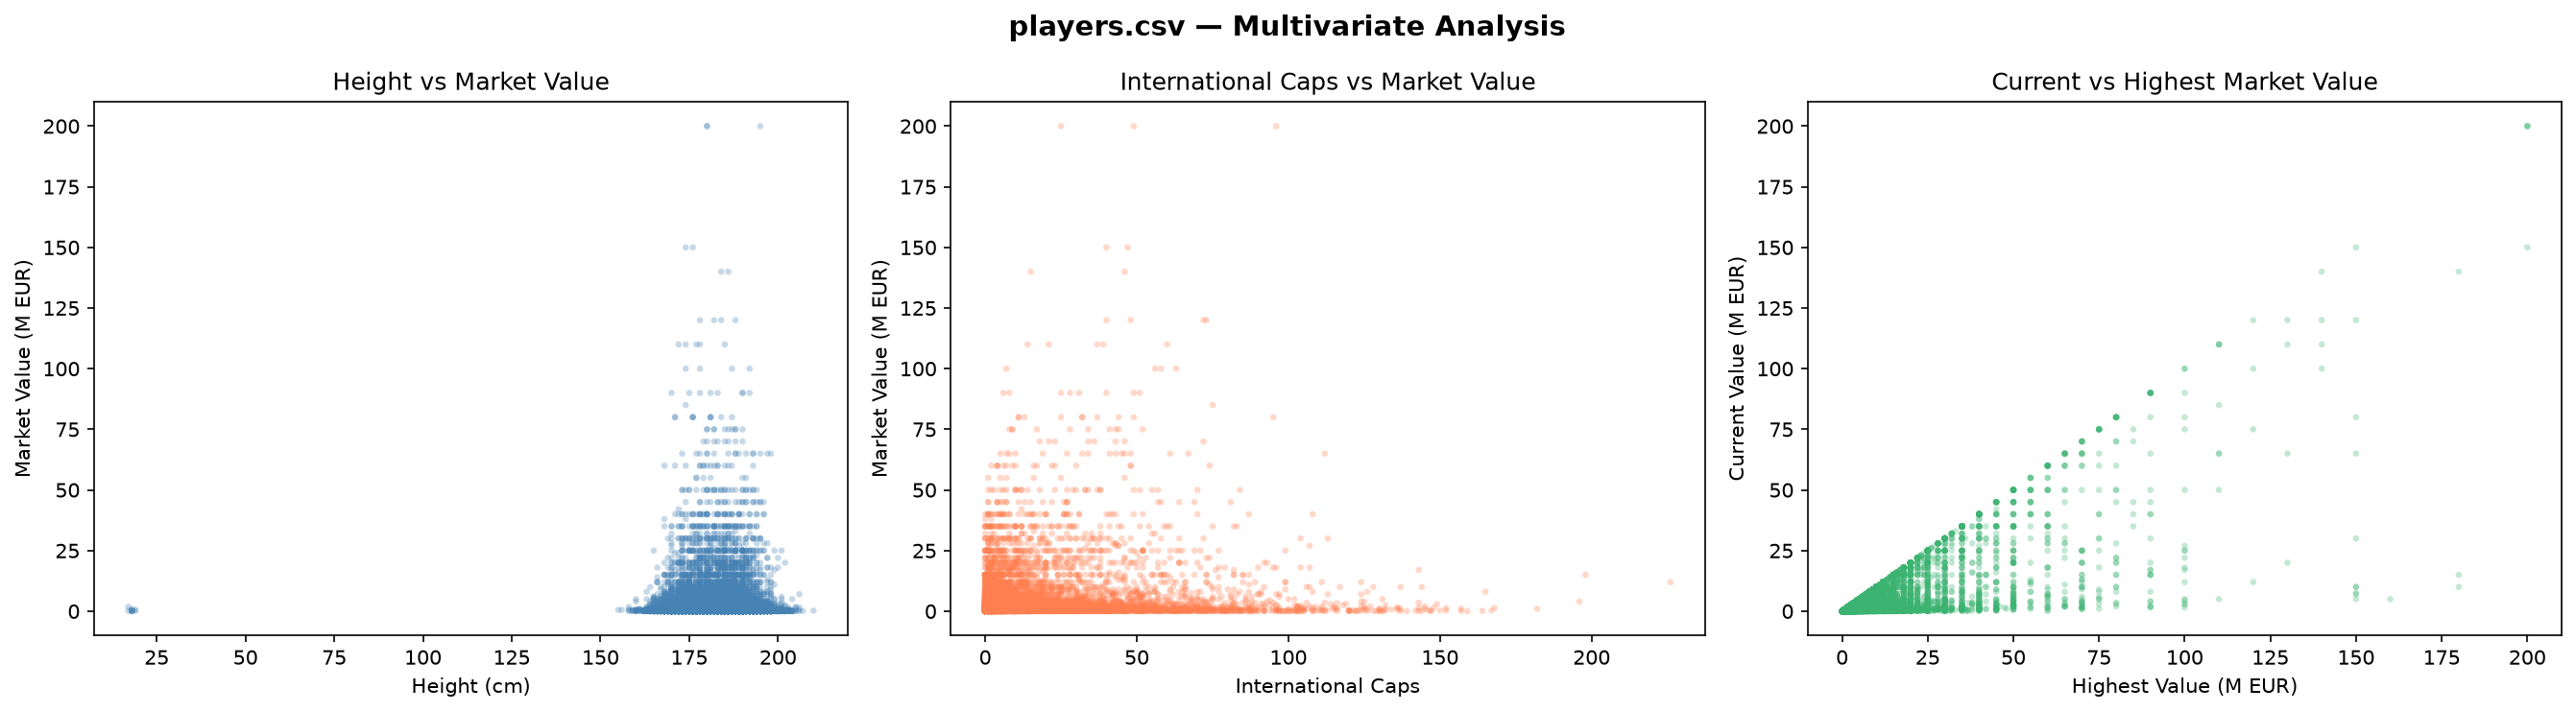 players.csv — Multivariate Analysis
Height vs Market Value
Market Value (M EUR)
200
175
150
125
100
75
50
25
0
25 50 75 100 125 150 175 200
Height (cm)
International Caps vs Market Value
Market Value (M EUR)
200
175
150
125
100
75
50
25
0
0 50 100 150 200
International Caps
Current vs Highest Market Value
Current Value (M EUR)
200
175
150
125
100
75
50
25
0
0 25 50 75 100 125 150 175 200
Highest Value (M EUR)